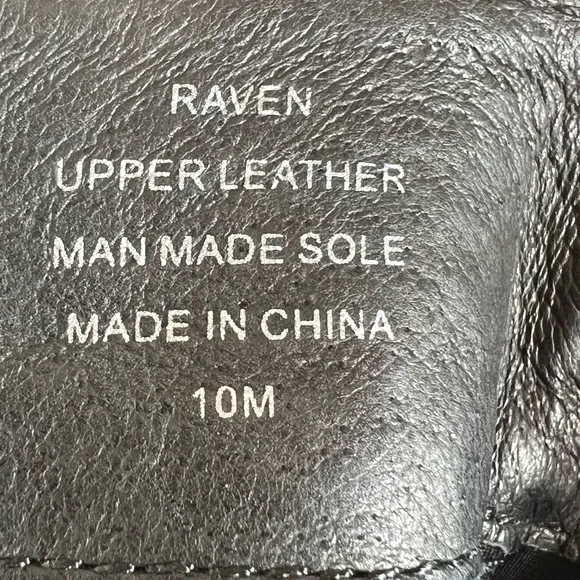 RAVEN
UPPER LEATHER
MAN MADE SOLE
MADE IN CHINA
10M